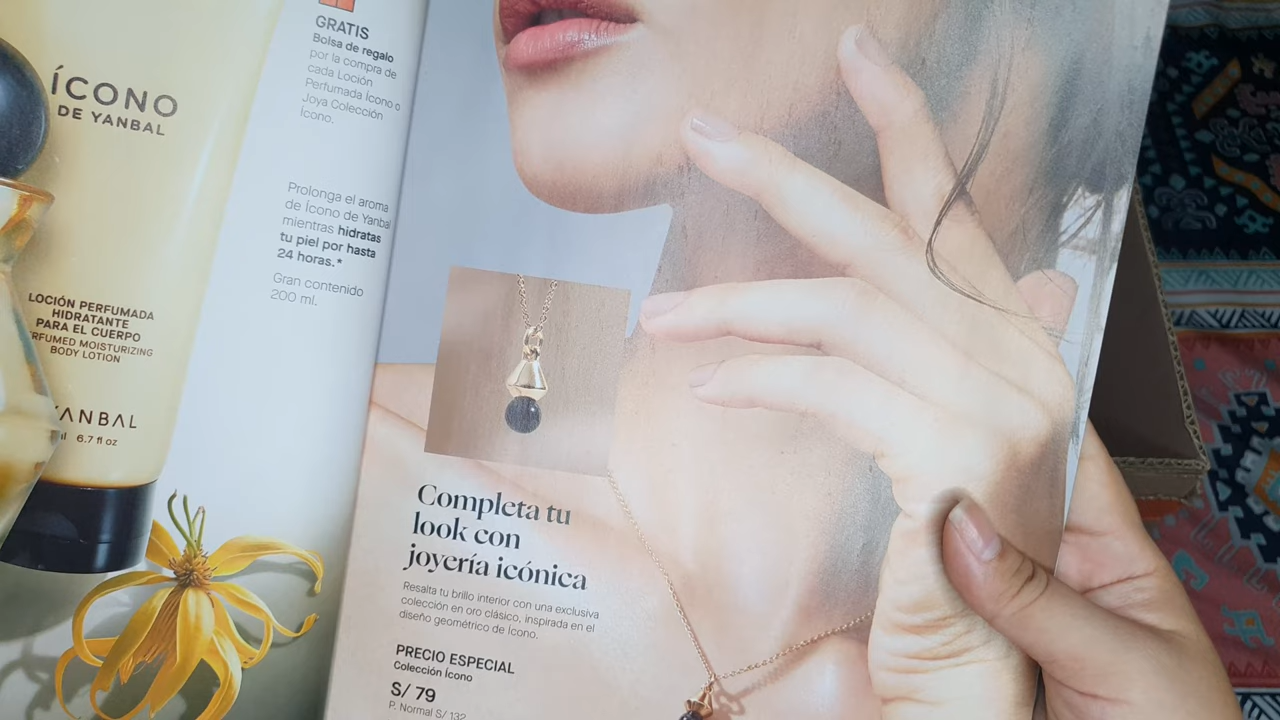 GRATIS
Bolsa de regalo
por la compra de
cada Loción
Perfumada Ícono o
Joya Colección
Ícono.
ÍCONO
DE YANBAL
Prolonga el aroma
de Ícono de Yanbal
mientras hidratas
tu piel por hasta
24 horas.*
Gran contenido
200 ml.
LOCIÓN PERFUMADA
HIDRATANTE
PARA EL CUERPO
PERFUMED MOISTURIZING
BODY LOTION
YANBAL
6.7 fl oz
Completa tu
look con
joyería icónica
Resalta tu brillo interior con una exclusiva
colección en oro clásico, inspirada en el
diseño geométrico de Ícono.
PRECIO ESPECIAL
Colección Ícono
S/ 79
P. Normal S/ 132